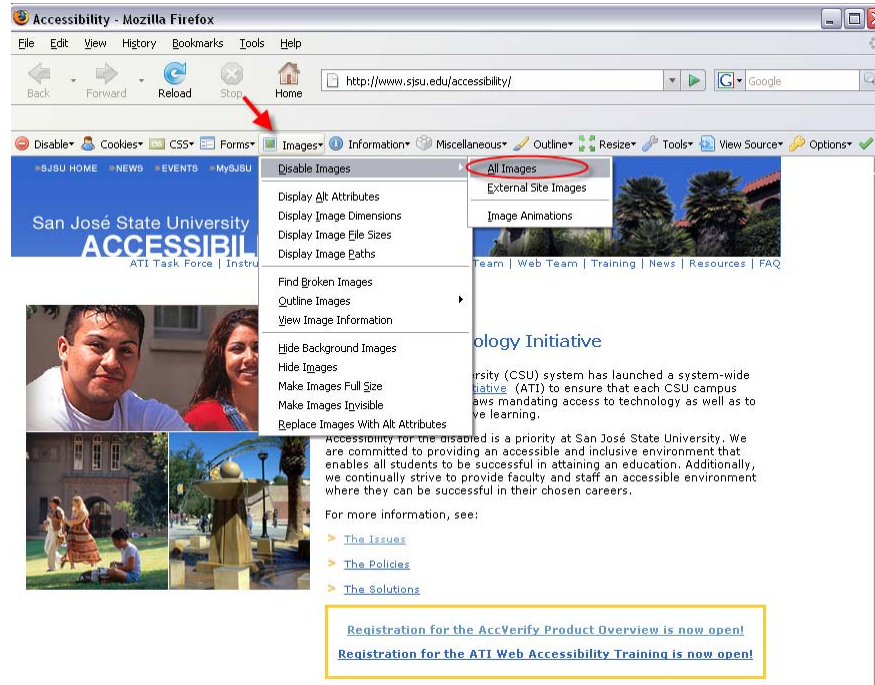 Accessibility - Mozilla Firefox
File Edit View History Bookmarks Tools Help
Back Forward Reload Stop Home http://www.sjsu.edu/accessibility/ G Google
Disable Cookies CSS Forms Images Information Miscellaneous Outline Resize Tools View Source Options
»SJSU HOME »NEWS »EVENTS »MySJSU
San José State University
ACCESSIBIL
ATI Task Force | Instru
Team | Web Team | Training | News | Resources | FAQ
Disable Images
Display Alt Attributes
Display Image Dimensions
Display Image File Sizes
Display Image Paths
Find Broken Images
Outline Images
View Image Information
Hide Background Images
Hide Images
Make Images Full Size
Make Images Invisible
Replace Images With Alt Attributes
All Images
External Site Images
Image Animations
ology Initiative
ersity (CSU) system has launched a system-wide
tiative (ATI) to ensure that each CSU campus
aws mandating access to technology as well as to
ve learning.
Accessibility for the disabled is a priority at San José State University. We
are committed to providing an accessible and inclusive environment that
enables all students to be successful in attaining an education. Additionally,
we continually strive to provide faculty and staff an accessible environment
where they can be successful in their chosen careers.
For more information, see:
> The Issues
> The Policies
> The Solutions
Registration for the AccVerify Product Overview is now open!
Registration for the ATI Web Accessibility Training is now open!